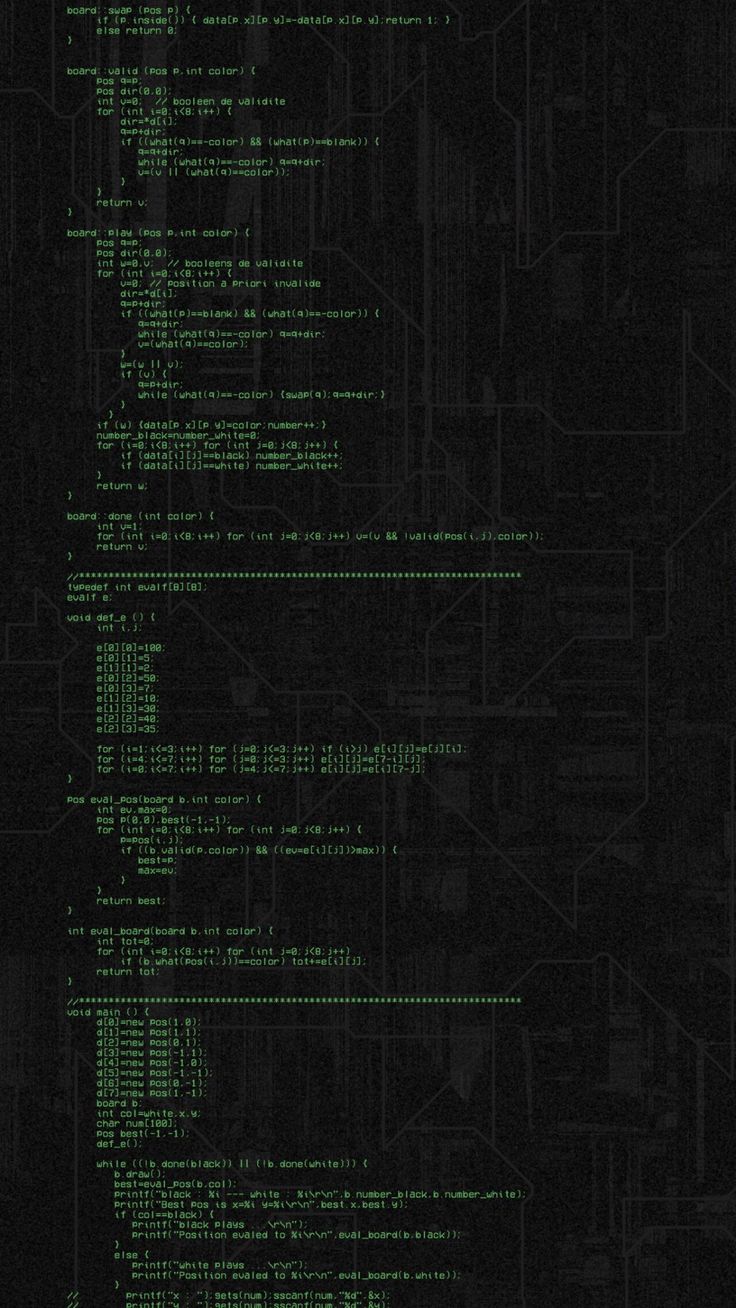 board::swap (pos p) {
if (p.inside()) { data[p.x][p.y]=-data[p.x][p.y];return 1; }
else return 0;
}
board::valid (pos p,int color) {
pos q=p;
pos dir(0,0);
int v=0;  // booleen de validite
for (int i=0;i<8;i++) {
dir=*d[i];
q=p+dir;
if ((what(q)==-color) && (what(p)==blank)) {
q=q+dir;
while (what(q)==-color) q=q+dir;
v=(v || (what(q)==color));
}
}
return v;
}
board::play (pos p,int color) {
pos q=p;
pos dir(0,0);
int w=0,v;  // booleens de validite
for (int i=0;i<8;i++) {
v=0; // position a priori invalide
dir=*d[i];
q=p+dir;
if ((what(p)==blank) && (what(q)==-color)) {
q=q+dir;
while (what(q)==-color) q=q+dir;
v=(what(q)==color);
}
w=(w || v);
if (v) {
q=p+dir;
while (what(q)==-color) {swap(q);q=q+dir;}
}
}
if (w) {data[p.x][p.y]=color;number++;}
number_black=number_white=0;
for (i=0;i<8;i++) for (int j=0;j<8;j++) {
if (data[i][j]==black) number_black++;
if (data[i][j]==white) number_white++;
}
return w;
}
board::done (int color) {
int v=1;
for (int i=0;i<8;i++) for (int j=0;j<8;j++) v=(v && !valid(pos(i,j),color));
return v;
}
//***************************************************************************
typedef int evalf[8][8];
evalf e;
void def_e () {
int i,j;
e[0][0]=100;
e[0][1]=5;
e[1][1]=2;
e[0][2]=50;
e[0][3]=7;
e[1][2]=10;
e[1][3]=30;
e[2][2]=40;
e[2][3]=35;
for (i=1;i<=3;i++) for (j=0;j<=3;j++) if (i>j) e[i][j]=e[j][i];
for (i=4;i<=7;i++) for (j=0;j<=3;j++) e[i][j]=e[7-i][j];
for (i=0;i<=7;i++) for (j=4;j<=7;j++) e[i][j]=e[i][7-j];
}
pos eval_pos(board b,int color) {
int ev,max=0;
pos p(0,0),best(-1,-1);
for (int i=0;i<8;i++) for (int j=0;j<8;j++) {
p=pos(i,j);
if ((b.valid(p,color)) && ((ev=e[i][j])>max)) {
best=p;
max=ev;
}
}
return best;
}
int eval_board(board b,int color) {
int tot=0;
for (int i=0;i<8;i++) for (int j=0;j<8;j++)
if (b.what(pos(i,j))==color) tot+=e[i][j];
return tot;
}
//***************************************************************************
void main () {
d[0]=new pos(1,0);
d[1]=new pos(1,1);
d[2]=new pos(0,1);
d[3]=new pos(-1,1);
d[4]=new pos(-1,0);
d[5]=new pos(-1,-1);
d[6]=new pos(0,-1);
d[7]=new pos(1,-1);
board b;
int col=white,x,y;
char num[100];
pos best(-1,-1);
def_e();
while ((!b.done(black)) || (!b.done(white))) {
b.draw();
best=eval_pos(b,col);
printf("black : %i --- white : %i\r\n",b.number_black,b.number_white);
printf("Best pos is x=%i y=%i\r\n",best.x,best.y);
if (col==black) {
printf("black plays ...\r\n");
printf("Position evaled to %i\r\n",eval_board(b,black));
}
else {
printf("white plays ...\r\n");
printf("Position evaled to %i\r\n",eval_board(b,white));
}
// printf("x : ");gets(num);sscanf(num,"%d",&x);
// printf("y : ");gets(num);sscanf(num,"%d",&y);